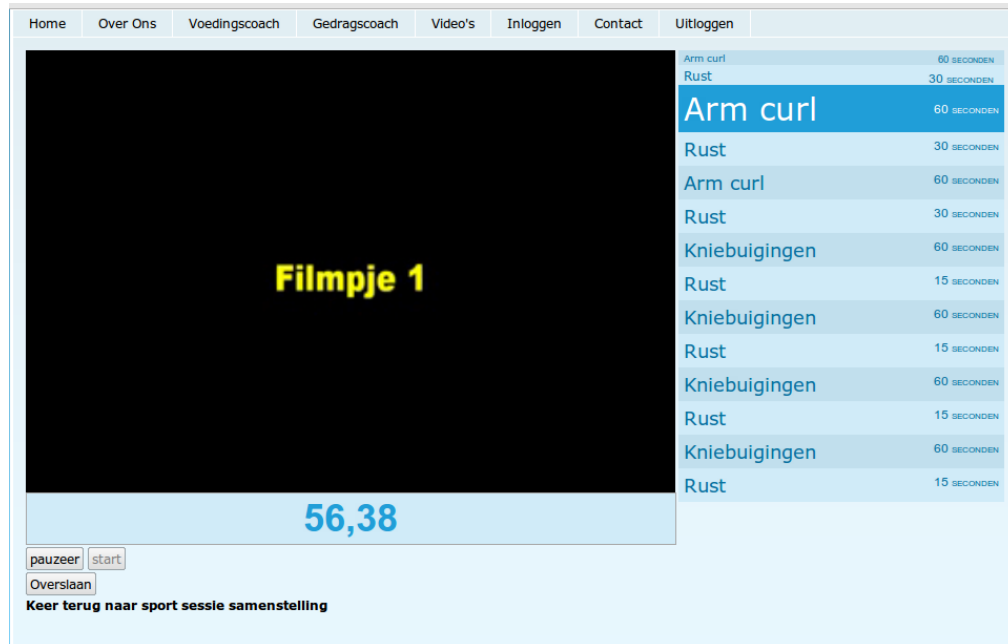 Home Over Ons Voedingscoach Gedragscoach Video's Inloggen Contact Uitloggen
Filmpje 1
56,38
pauzeer start
Overslaan
Keer terug naar sport sessie samenstelling
Arm curl 60 SECONDEN
Rust 30 SECONDEN
Arm curl 60 SECONDEN
Rust 30 SECONDEN
Arm curl 60 SECONDEN
Rust 30 SECONDEN
Kniebuigingen 60 SECONDEN
Rust 15 SECONDEN
Kniebuigingen 60 SECONDEN
Rust 15 SECONDEN
Kniebuigingen 60 SECONDEN
Rust 15 SECONDEN
Kniebuigingen 60 SECONDEN
Rust 15 SECONDEN